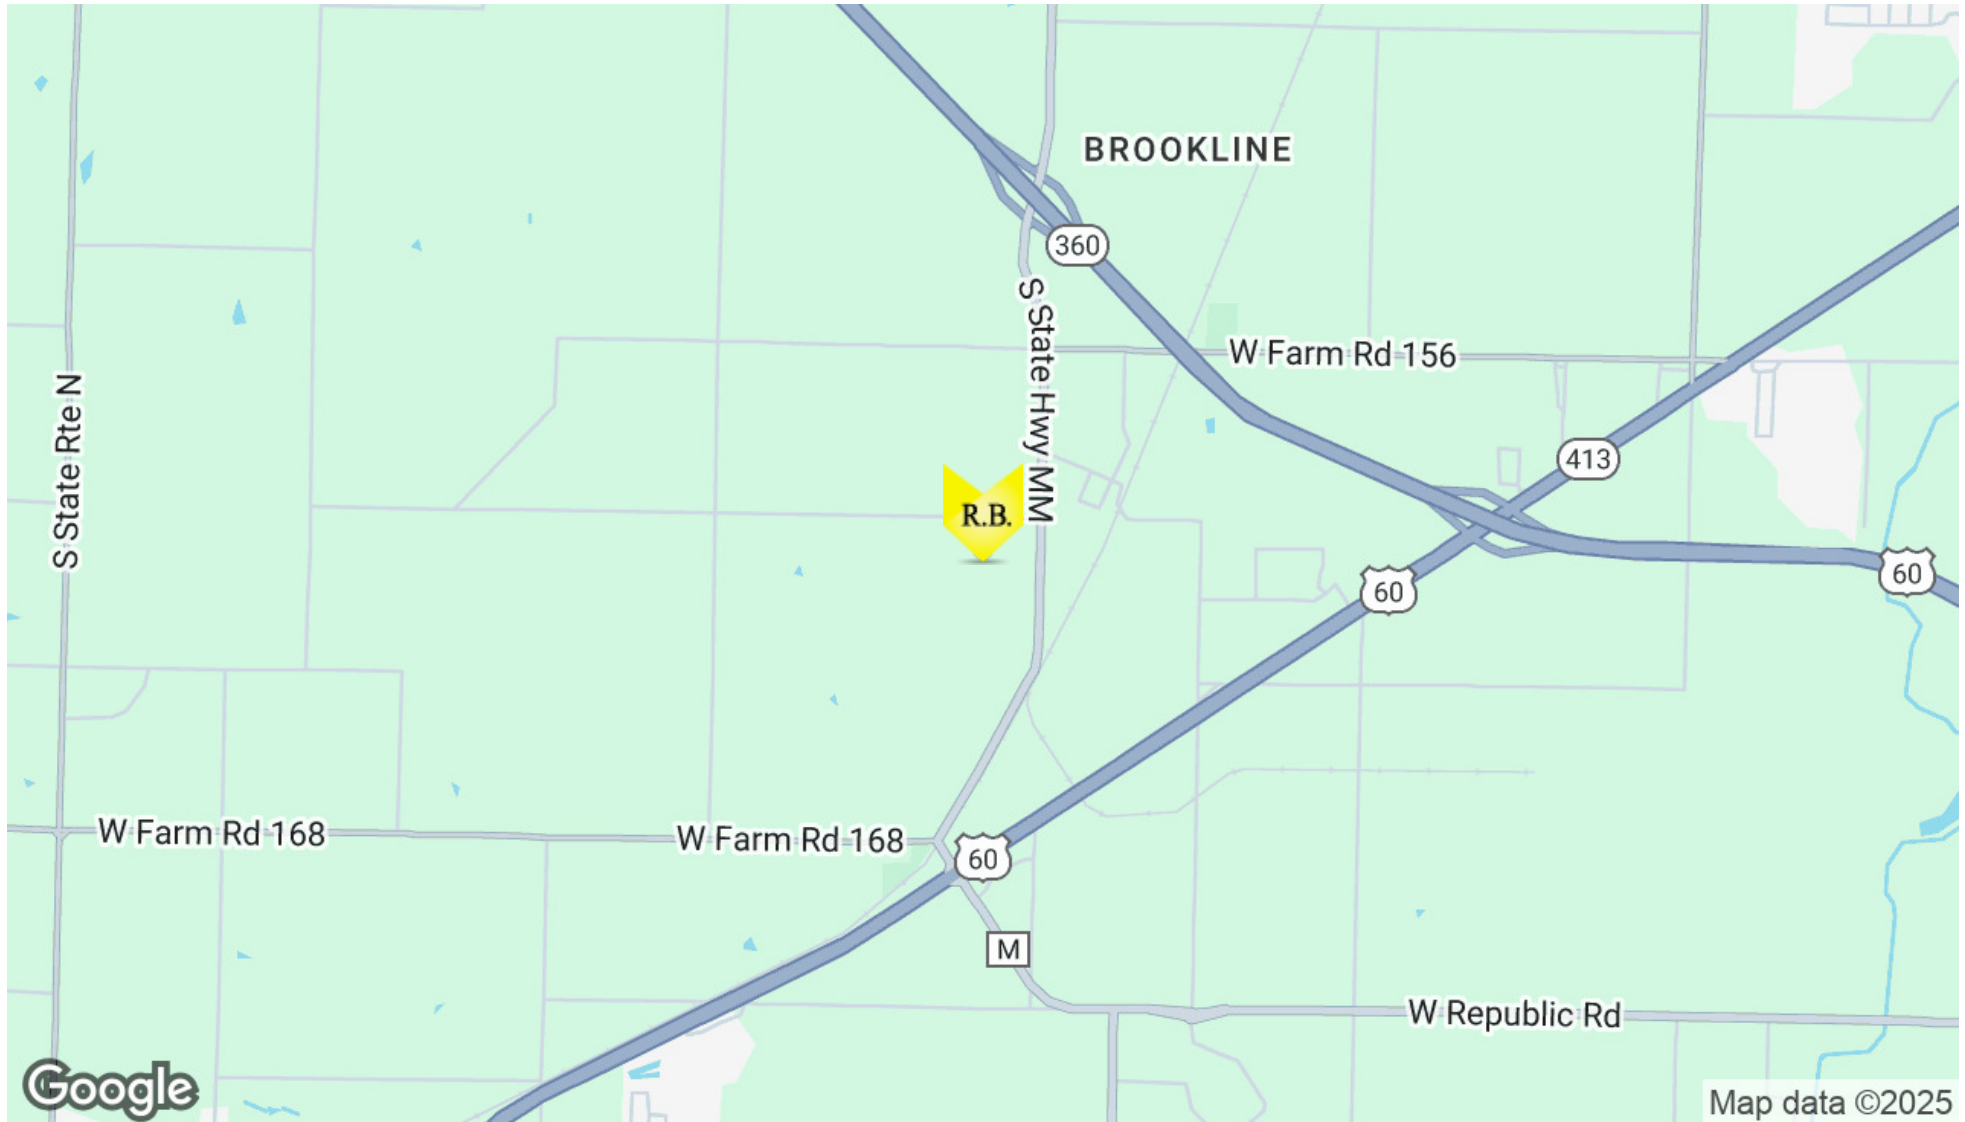 BROOKLINE
360
S State Hwy MM
W Farm Rd 156
S State Rte N
413
R.B.
60
60
W Farm Rd 168
W Farm Rd 168
60
M
W Republic Rd
Google
Map data ©2025